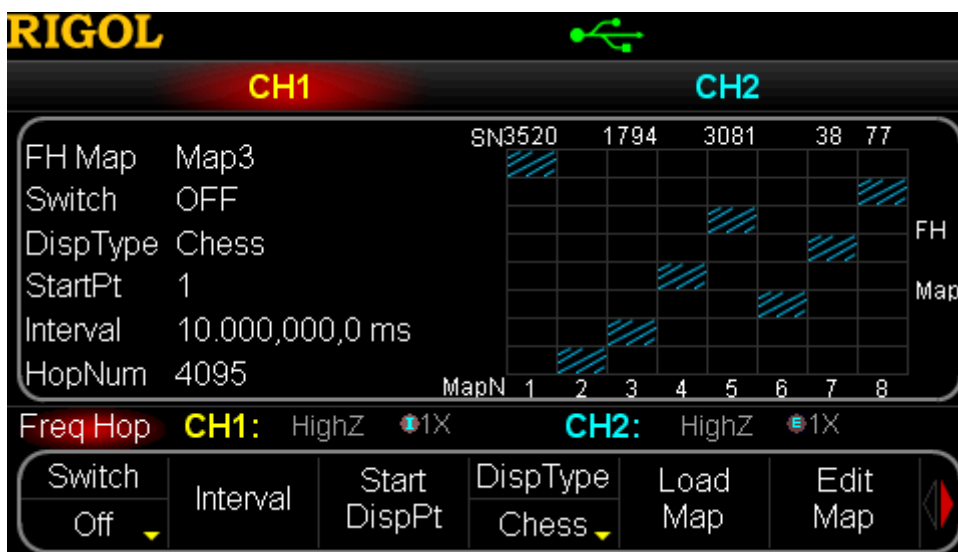 RIGOL
CH1 CH2
SN 3520 1794 3081 38 77
FH Map Map3
Switch OFF
DispType Chess
FH
StartPt 1
Map
Interval 10.000,000,0 ms
HopNum 4095
MapN 1 2 3 4 5 6 7 8
Freq Hop CH1: HighZ I 1X CH2: HighZ E 1X
Switch Interval Start DispPt DispType Load Map Edit Map
Off Chess